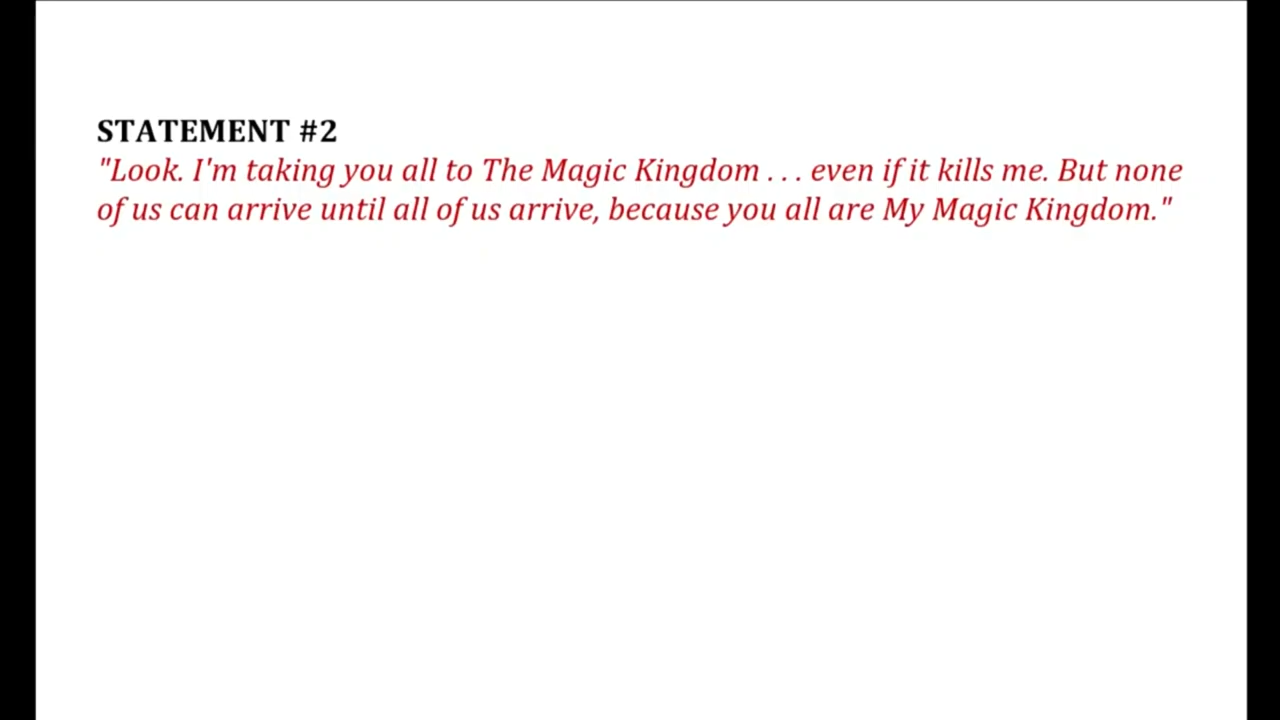 STATEMENT #2
"Look. I'm taking you all to The Magic Kingdom . . . even if it kills me. But none
of us can arrive until all of us arrive, because you all are My Magic Kingdom."